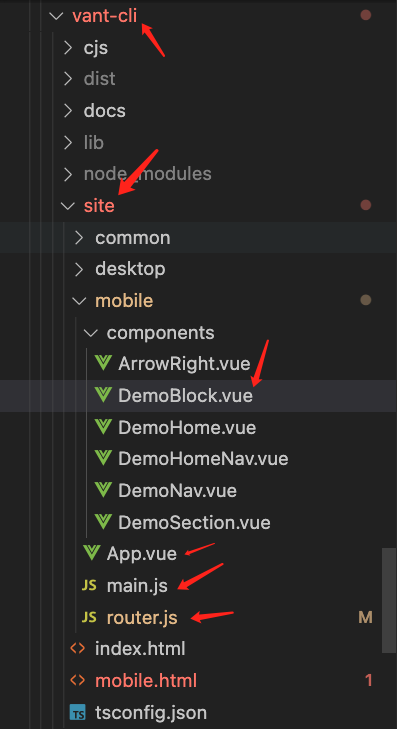 vant-cli
cjs
dist
docs
lib
node_modules
site
common
desktop
mobile
components
ArrowRight.vue
DemoBlock.vue
DemoHome.vue
DemoHomeNav.vue
DemoNav.vue
DemoSection.vue
App.vue
JS main.js
JS router.js M
index.html
mobile.html 1
TS tsconfig.json